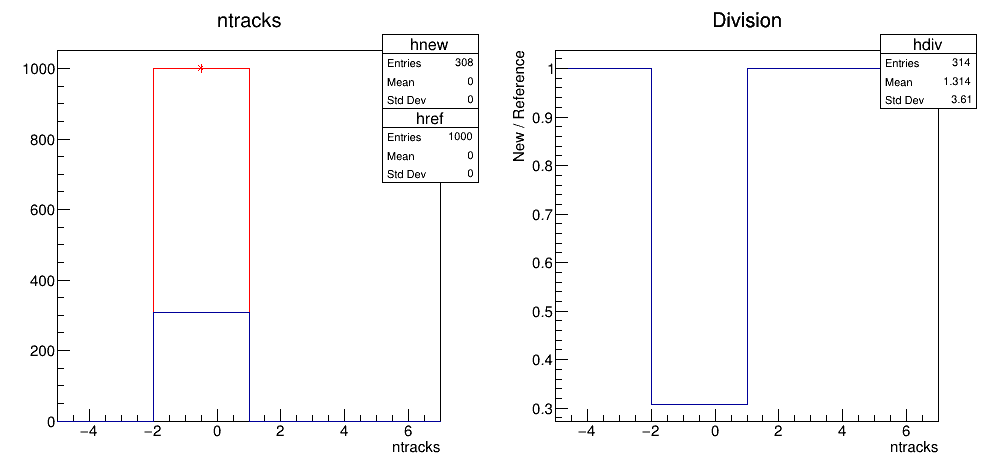 ntracks
hnew
Entries 308
Mean 0
Std Dev 0
href
Entries 1000
Mean 0
Std Dev 0
1000
800
600
400
200
0
−4 −2 0 2 4 6
ntracks
Division
hdiv
Entries 314
Mean 1.314
Std Dev 3.61
New / Reference
1
0.9
0.8
0.7
0.6
0.5
0.4
0.3
−4 −2 0 2 4 6
ntracks